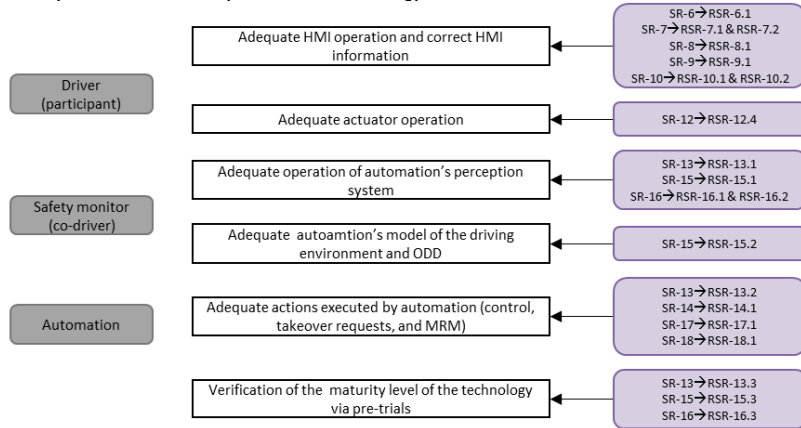 Driver
(participant)
Safety monitor
(co-driver)
Automation
Adequate HMI operation and correct HMI
information
Adequate actuator operation
Adequate operation of automation's perception
system
Adequate autoamtion's model of the driving
environment and ODD
Adequate actions executed by automation (control,
takeover requests, and MRM)
Verification of the maturity level of the technology
via pre-trials
SR-6→RSR-6.1
SR-7→RSR-7.1 & RSR-7.2
SR-8→RSR-8.1
SR-9→RSR-9.1
SR-10→RSR-10.1 & RSR-10.2
SR-12→RSR-12.4
SR-13→RSR-13.1
SR-15→RSR-15.1
SR-16→RSR-16.1 & RSR-16.2
SR-15→RSR-15.2
SR-13→RSR-13.2
SR-14→RSR-14.1
SR-17→RSR-17.1
SR-18→RSR-18.1
SR-13→RSR-13.3
SR-15→RSR-15.3
SR-16→RSR-16.3